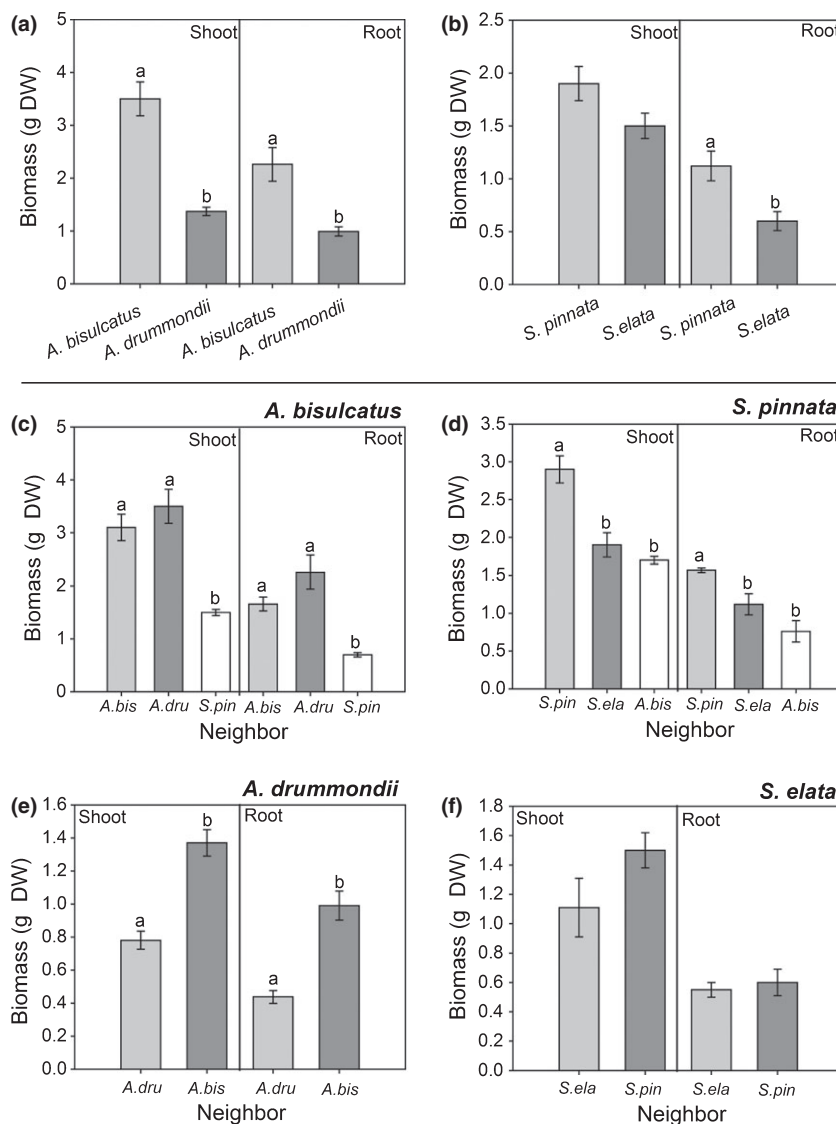 (a)
Shoot
Root
Biomass (g DW)
5
4
3
2
1
0
a
b
a
b
A. bisulcatus
A. drummondii
A. bisulcatus
A. drummondii
(b)
Shoot
Root
Biomass (g DW)
2.5
2.0
1.5
1.0
0.5
0.0
a
b
S. pinnata
S.elata
S. pinnata
S.elata
(c)
A. bisulcatus
Shoot
Root
Biomass (g DW)
5
4
3
2
1
0
a
a
b
a
a
b
A.bis
A.dru
S.pin
A.bis
A.dru
S.pin
Neighbor
(d)
S. pinnata
Shoot
Root
Biomass (g DW)
3.5
3.0
2.5
2.0
1.5
1.0
0.5
0.0
a
b
b
a
b
b
S.pin
S.ela
A.bis
S.pin
S.ela
A.bis
Neighbor
(e)
A. drummondii
Shoot
Root
Biomass (g DW)
1.6
1.4
1.2
1.0
0.8
0.6
0.4
0.2
0.0
a
b
a
b
A.dru
A.bis
A.dru
A.bis
Neighbor
(f)
S. elata
Shoot
Root
Biomass (g DW)
1.8
1.6
1.4
1.2
1.0
0.8
0.6
0.4
0.2
0.0
S.ela
S.pin
S.ela
S.pin
Neighbor